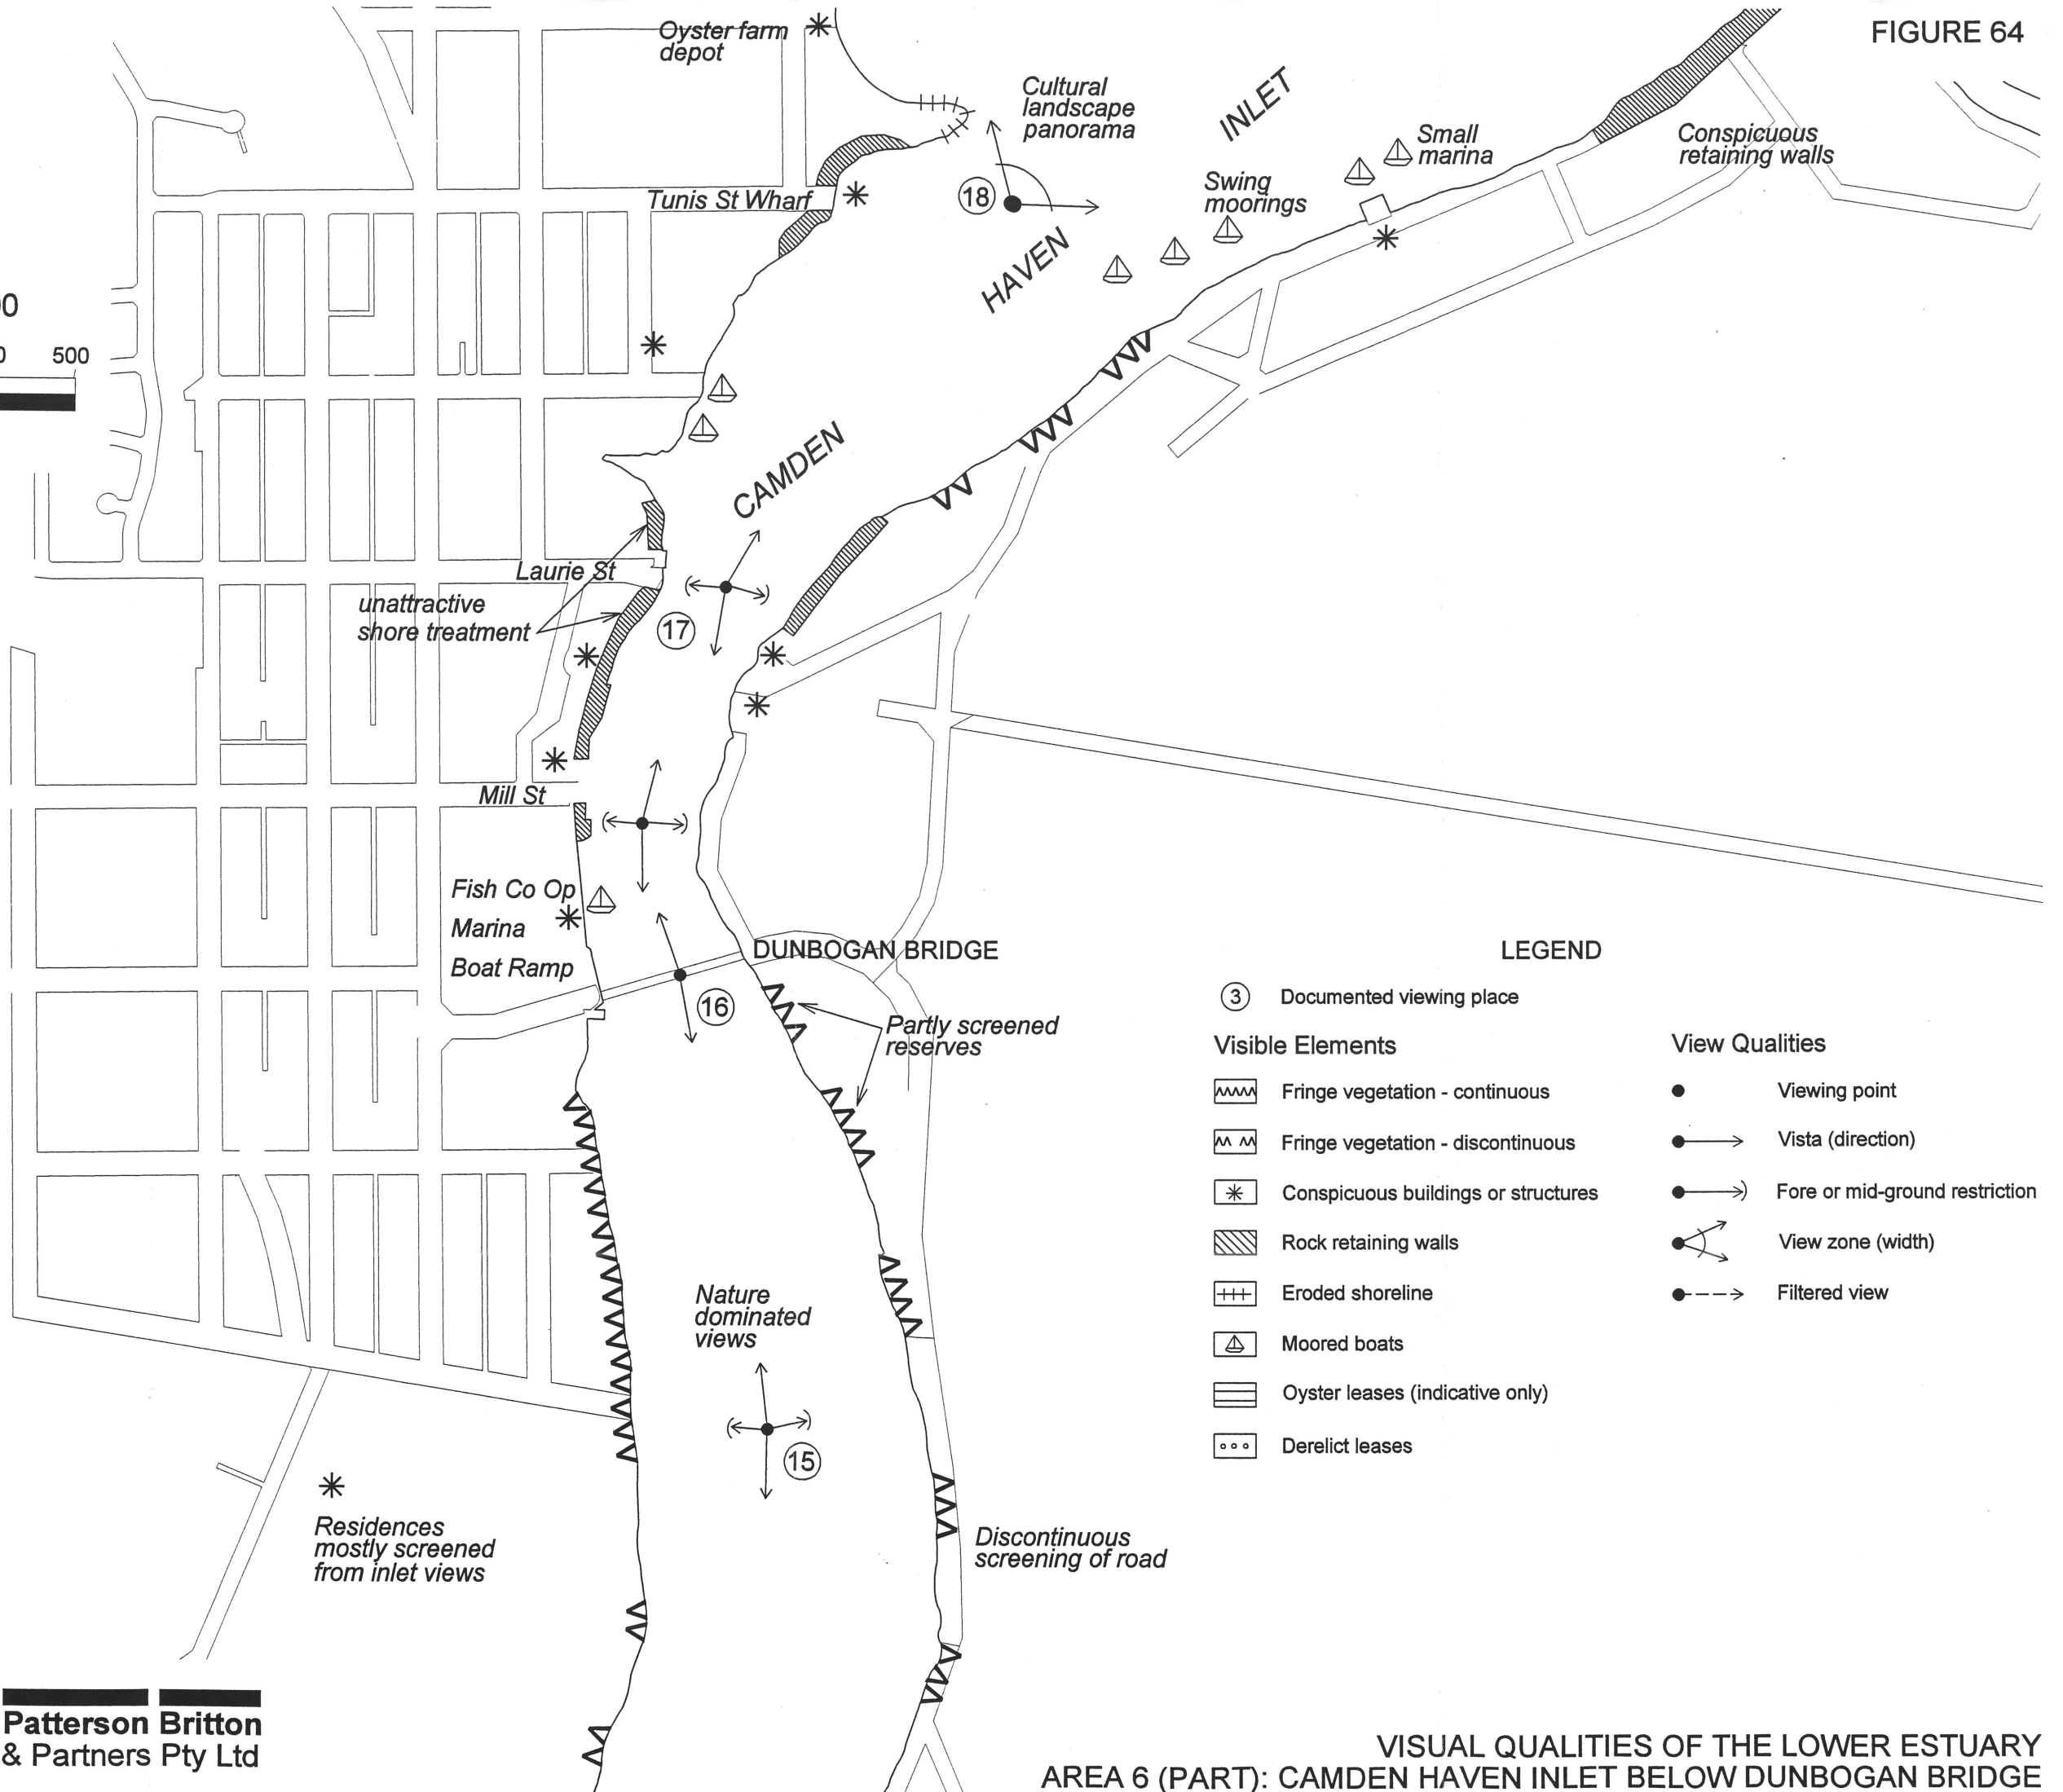 FIGURE 64
Oyster farm
depot
Cultural
landscape
panorama
INLET
Small
marina
Conspicuous
retaining walls
Tunis St Wharf
18
Swing
moorings
HAVEN
500
CAMDEN
Laurie St
unattractive
shore treatment
17
Mill St
Fish Co Op
Marina
Boat Ramp
DUNBOGAN BRIDGE
16
Partly screened
reserves
LEGEND
3 Documented viewing place
Visible Elements
Fringe vegetation - continuous
Fringe vegetation - discontinuous
Conspicuous buildings or structures
Rock retaining walls
Eroded shoreline
Moored boats
Oyster leases (indicative only)
Derelict leases
View Qualities
Viewing point
Vista (direction)
Fore or mid-ground restriction
View zone (width)
Filtered view
Nature
dominated
views
15
Residences
mostly screened
from inlet views
Discontinuous
screening of road
Patterson Britton
& Partners Pty Ltd
VISUAL QUALITIES OF THE LOWER ESTUARY
AREA 6 (PART): CAMDEN HAVEN INLET BELOW DUNBOGAN BRIDGE